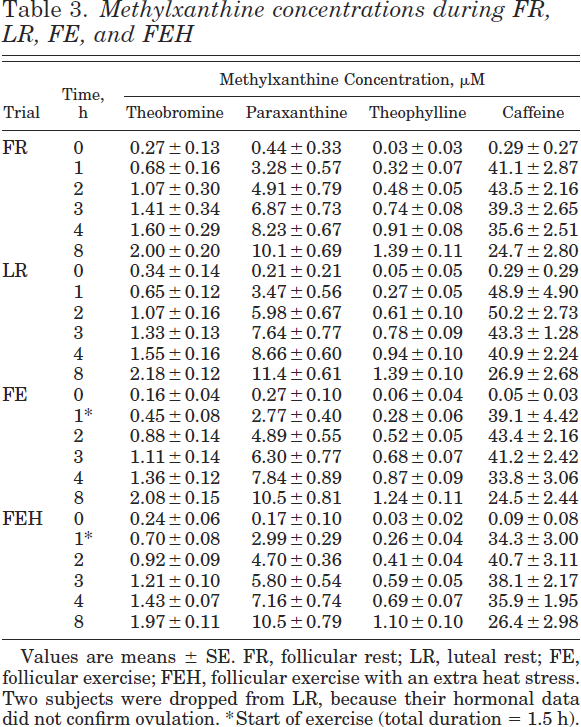 Table 3. Methylxanthine concentrations during FR,
LR, FE, and FEH
Methylxanthine Concentration, μM
Trial Time, h Theobromine Paraxanthine Theophylline Caffeine
FR 0 0.27±0.13 0.44±0.33 0.03±0.03 0.29±0.27
1 0.68±0.16 3.28±0.57 0.32±0.07 41.1±2.87
2 1.07±0.30 4.91±0.79 0.48±0.05 43.5±2.16
3 1.41±0.34 6.87±0.73 0.74±0.08 39.3±2.65
4 1.60±0.29 8.23±0.67 0.91±0.08 35.6±2.51
8 2.00±0.20 10.1±0.69 1.39±0.11 24.7±2.80
LR 0 0.34±0.14 0.21±0.21 0.05±0.05 0.29±0.29
1 0.65±0.12 3.47±0.56 0.27±0.05 48.9±4.90
2 1.07±0.16 5.98±0.67 0.61±0.10 50.2±2.73
3 1.33±0.13 7.64±0.77 0.78±0.09 43.3±1.28
4 1.55±0.16 8.66±0.60 0.94±0.10 40.9±2.24
8 2.18±0.12 11.4±0.61 1.39±0.10 26.9±2.68
FE 0 0.16±0.04 0.27±0.10 0.06±0.04 0.05±0.03
1* 0.45±0.08 2.77±0.40 0.28±0.06 39.1±4.42
2 0.88±0.14 4.89±0.55 0.52±0.05 43.4±2.16
3 1.11±0.14 6.30±0.77 0.68±0.07 41.2±2.42
4 1.36±0.12 7.84±0.89 0.87±0.09 33.8±3.06
8 2.08±0.15 10.5±0.81 1.24±0.11 24.5±2.44
FEH 0 0.24±0.06 0.17±0.10 0.03±0.02 0.09±0.08
1* 0.70±0.08 2.99±0.29 0.26±0.04 34.3±3.00
2 0.92±0.09 4.70±0.36 0.41±0.04 40.7±3.11
3 1.21±0.10 5.80±0.54 0.59±0.05 38.1±2.17
4 1.43±0.07 7.16±0.74 0.69±0.07 35.9±1.95
8 1.97±0.11 10.5±0.79 1.10±0.10 26.4±2.98
Values are means ± SE. FR, follicular rest; LR, luteal rest; FE,
follicular exercise; FEH, follicular exercise with an extra heat stress.
Two subjects were dropped from LR, because their hormonal data
did not confirm ovulation. *Start of exercise (total duration = 1.5 h).